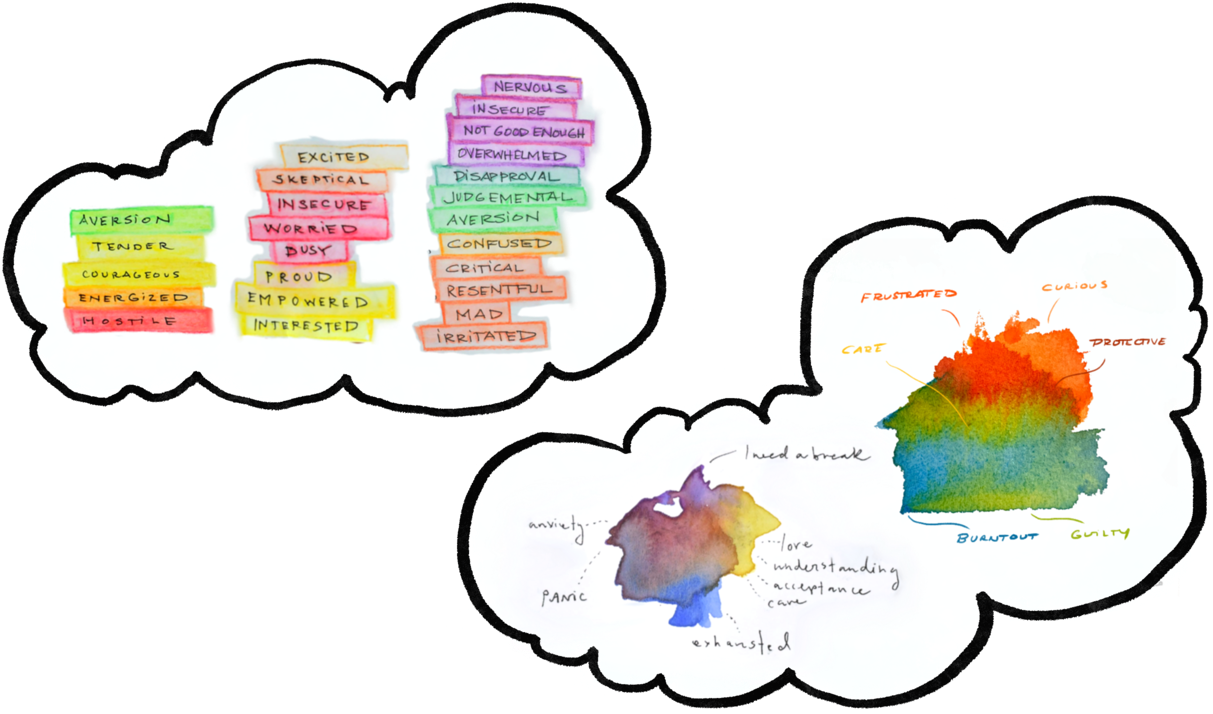 AVERSION
TENDER
COURAGEOUS
ENERGIZED
HOSTILE
EXCITED
SKEPTICAL
INSECURE
WORRIED
BUSY
PROUD
EMPOWERED
INTERESTED
NERVOUS
INSECURE
NOT GOOD ENOUGH
OVERWHELMED
DISAPPROVAL
JUDGEMENTAL
AVERSION
CONFUSED
CRITICAL
RESENTFUL
MAD
IRRITATED
FRUSTRATED
CURIOUS
CARE
PROTECTIVE
BURNTOUT
GUILTY
I need a break
anxiety
PANIC
love
understanding
acceptance
care
exhausted